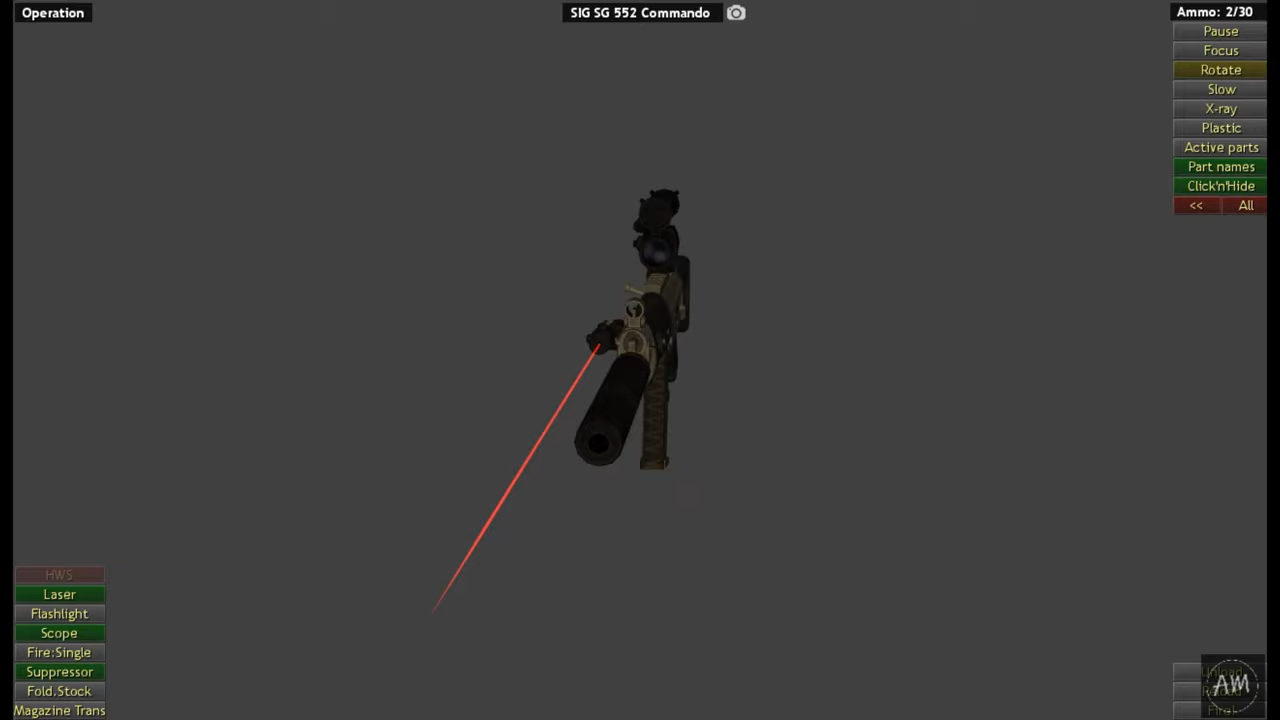 Operation
SIG SG 552 Commando
Ammo: 2/30
Pause
Focus
Rotate
Slow
X-ray
Plastic
Active parts
Part names
Click'n'Hide
<< All
HWS
Laser
Flashlight
Scope
Fire:Single
Suppressor
Fold.Stock
Magazine Trans
AM